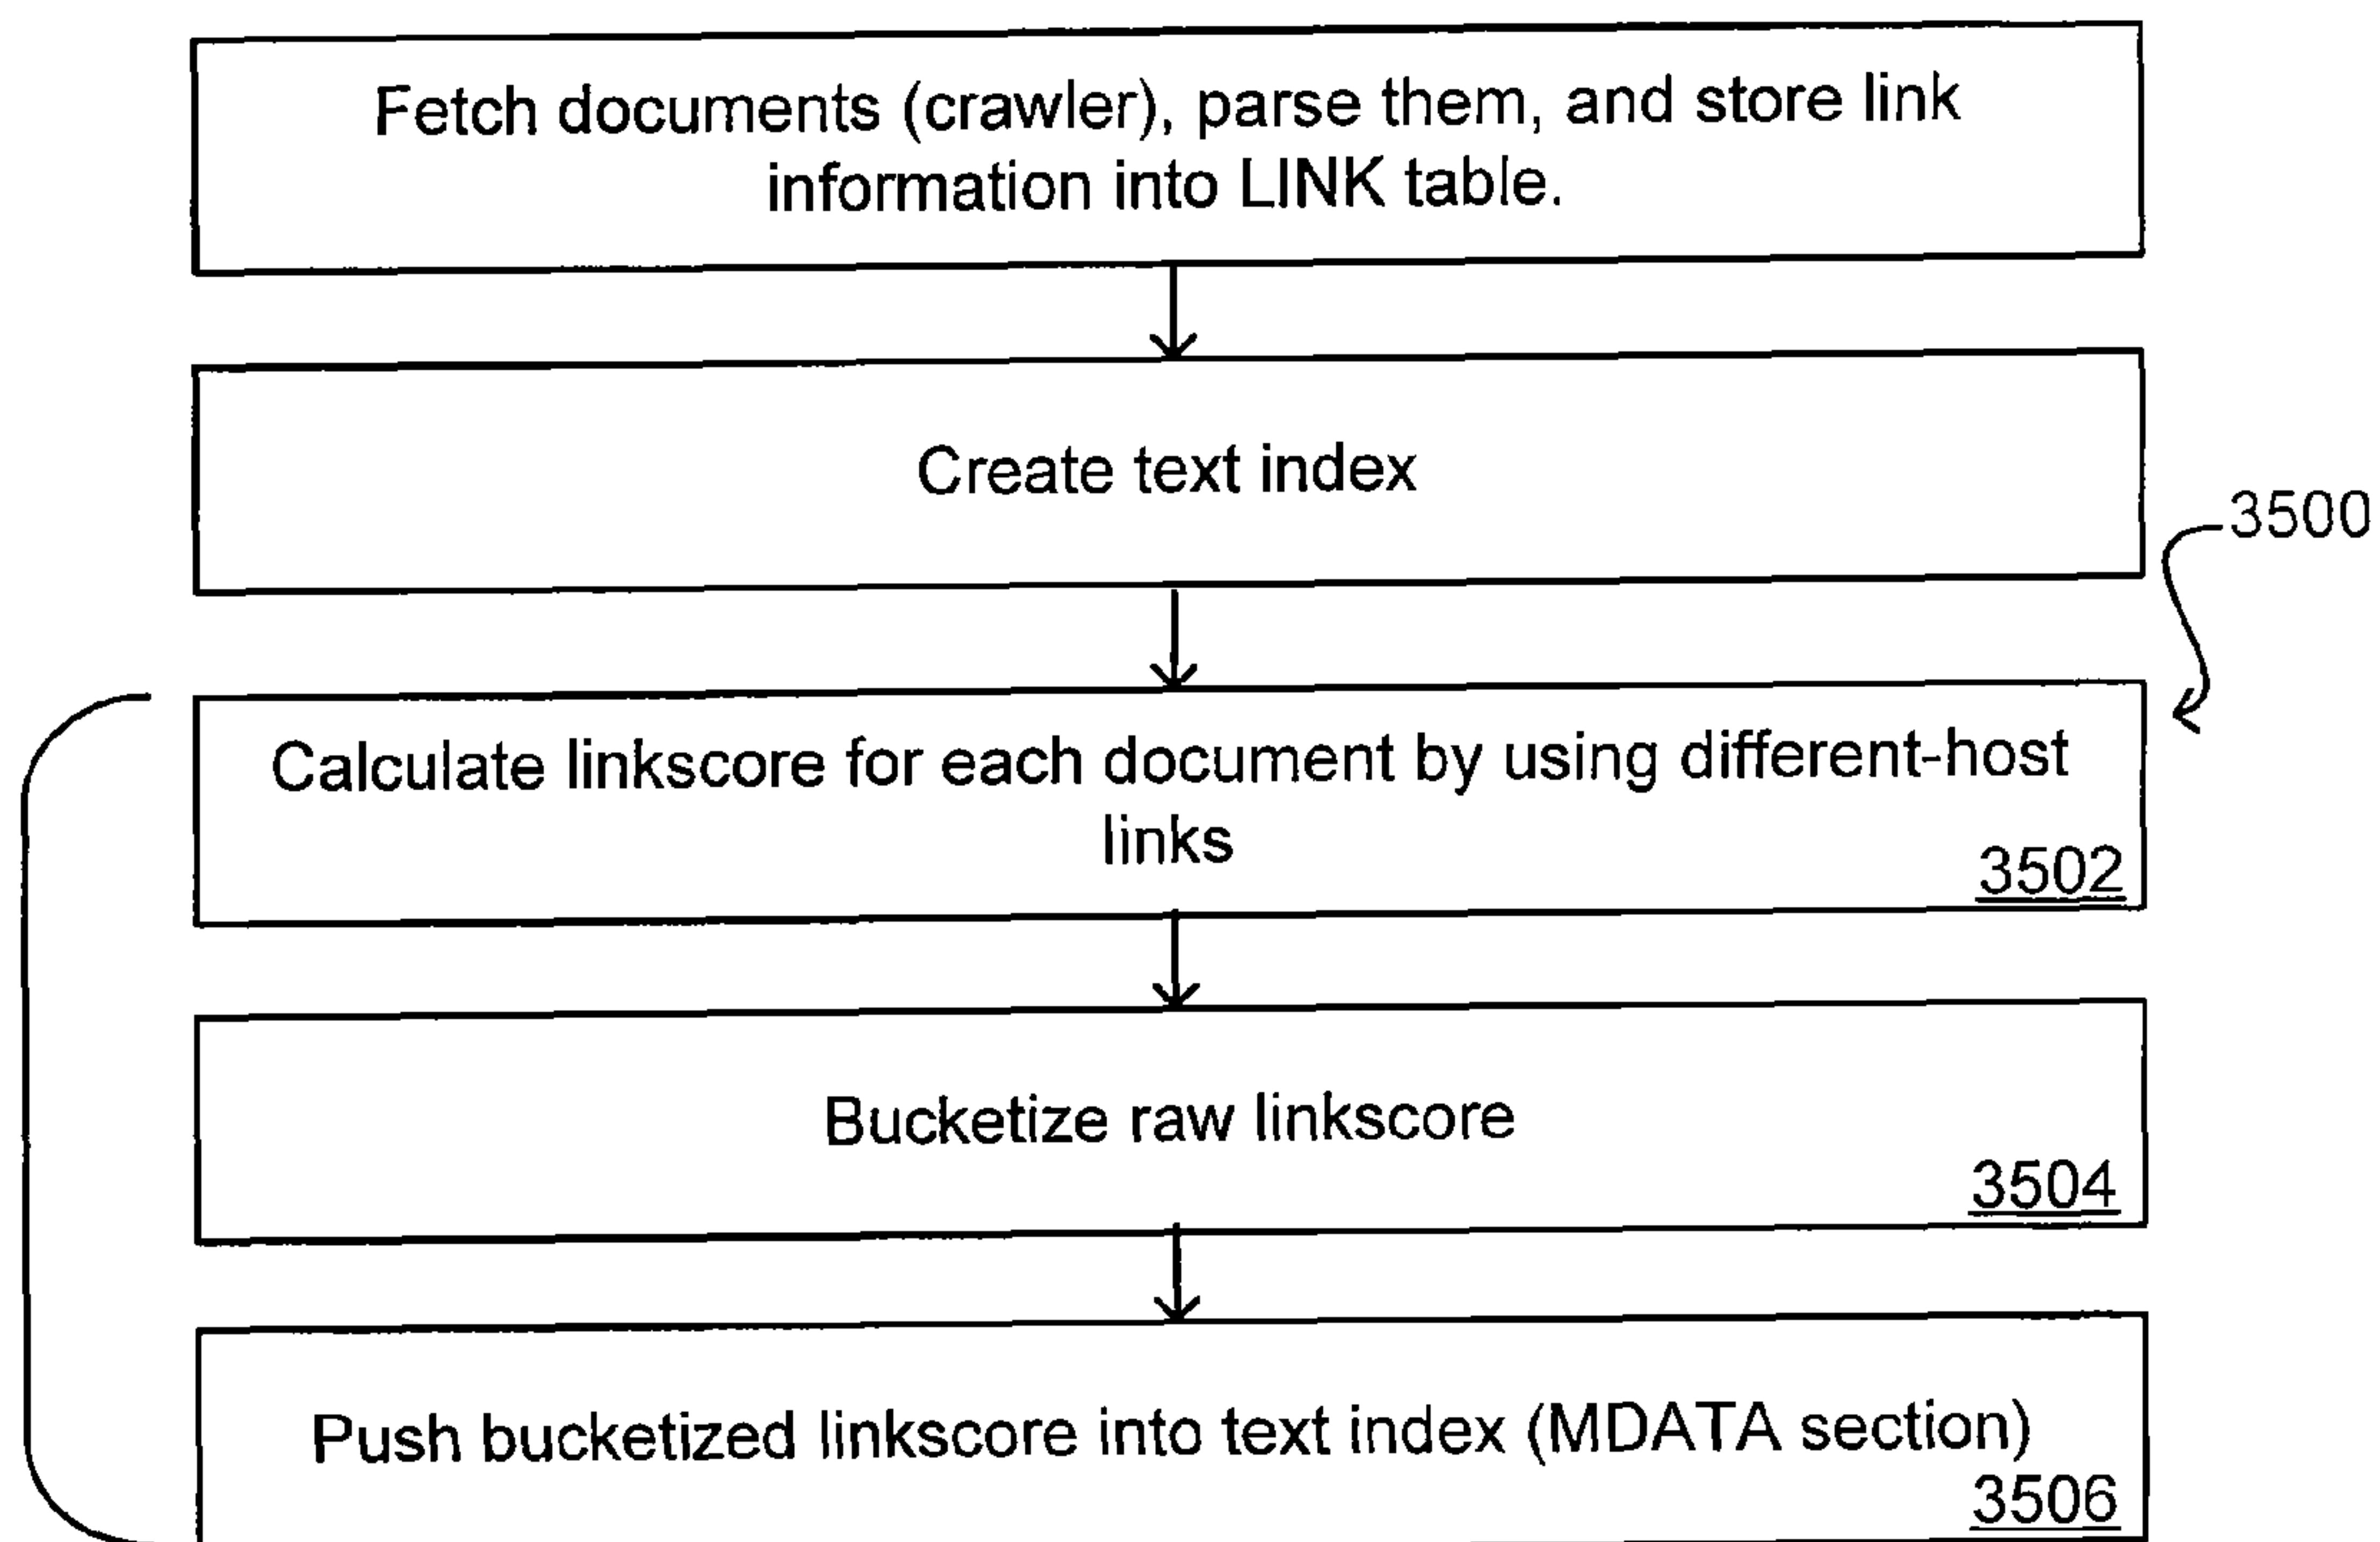 Fetch documents (crawler), parse them, and store link
information into LINK table.
Create text index
3500
Calculate linkscore for each document by using different-host
links
3502
Bucketize raw linkscore
3504
Push bucketized linkscore into text index (MDATA section)
3506